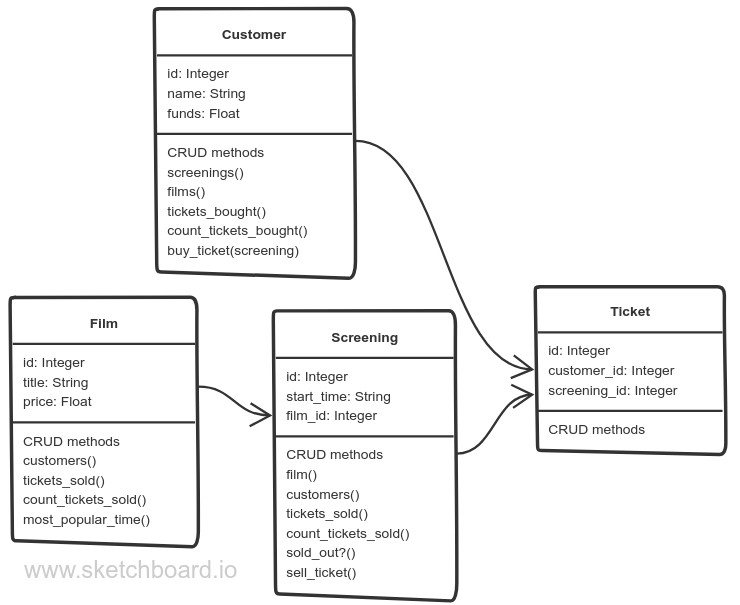 Customer
id: Integer
name: String
funds: Float
CRUD methods
screenings()
films()
tickets_bought()
count_tickets_bought()
buy_ticket(screening)
Film
id: Integer
title: String
price: Float
CRUD methods
customers()
tickets_sold()
count_tickets_sold()
most_popular_time()
Screening
id: Integer
start_time: String
film_id: Integer
CRUD methods
film()
customers()
tickets_sold()
count_tickets_sold()
sold_out?()
sell_ticket()
Ticket
id: Integer
customer_id: Integer
screening_id: Integer
CRUD methods
www.sketchboard.io